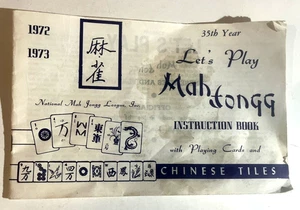 1972
1973
麻
雀
National Mah Jongg League, Inc.
35th Year
Let's Play
Mah Jongg
INSTRUCTION BOOK
with Playing Cards and
CHINESE TILES